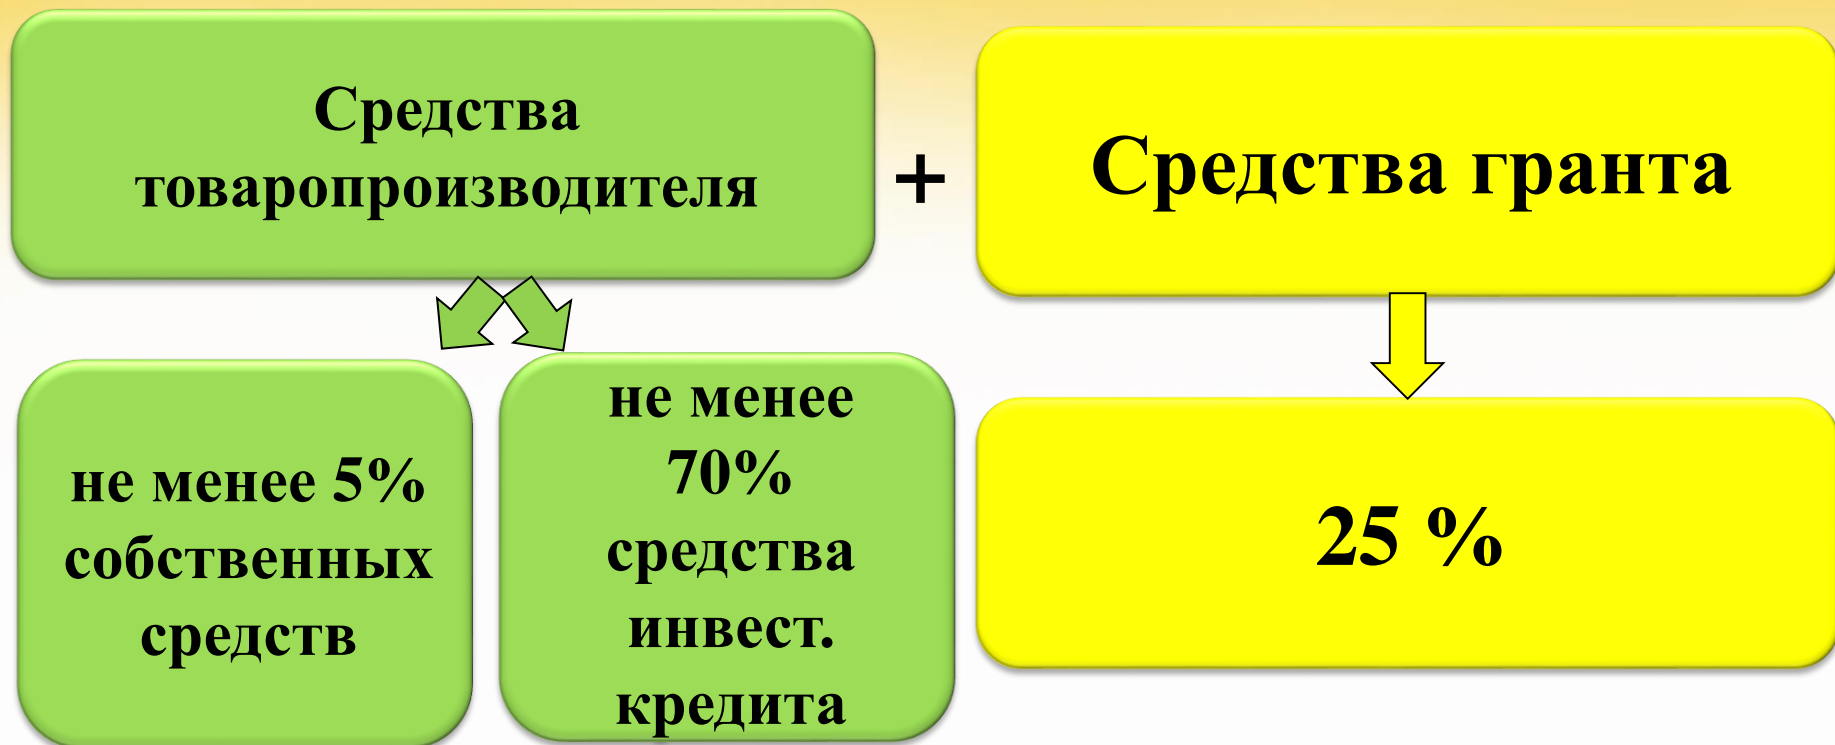 Средства
товаропроизводителя
+
Средства гранта
не менее 5%
собственных
средств
не менее
70%
средства
инвест.
кредита
25 %